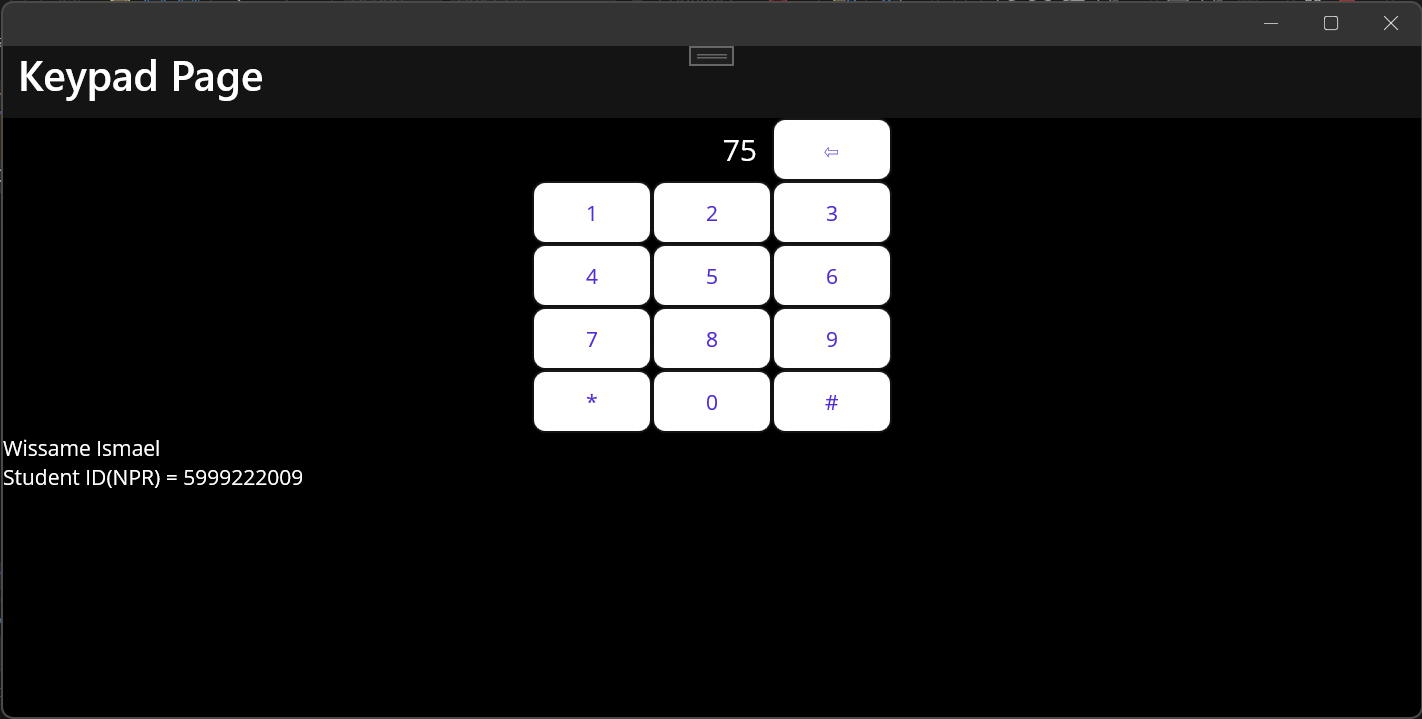 Keypad Page
75 ⇦
1 2 3
4 5 6
7 8 9
* 0 #
Wissame Ismael
Student ID(NPR) = 5999222009